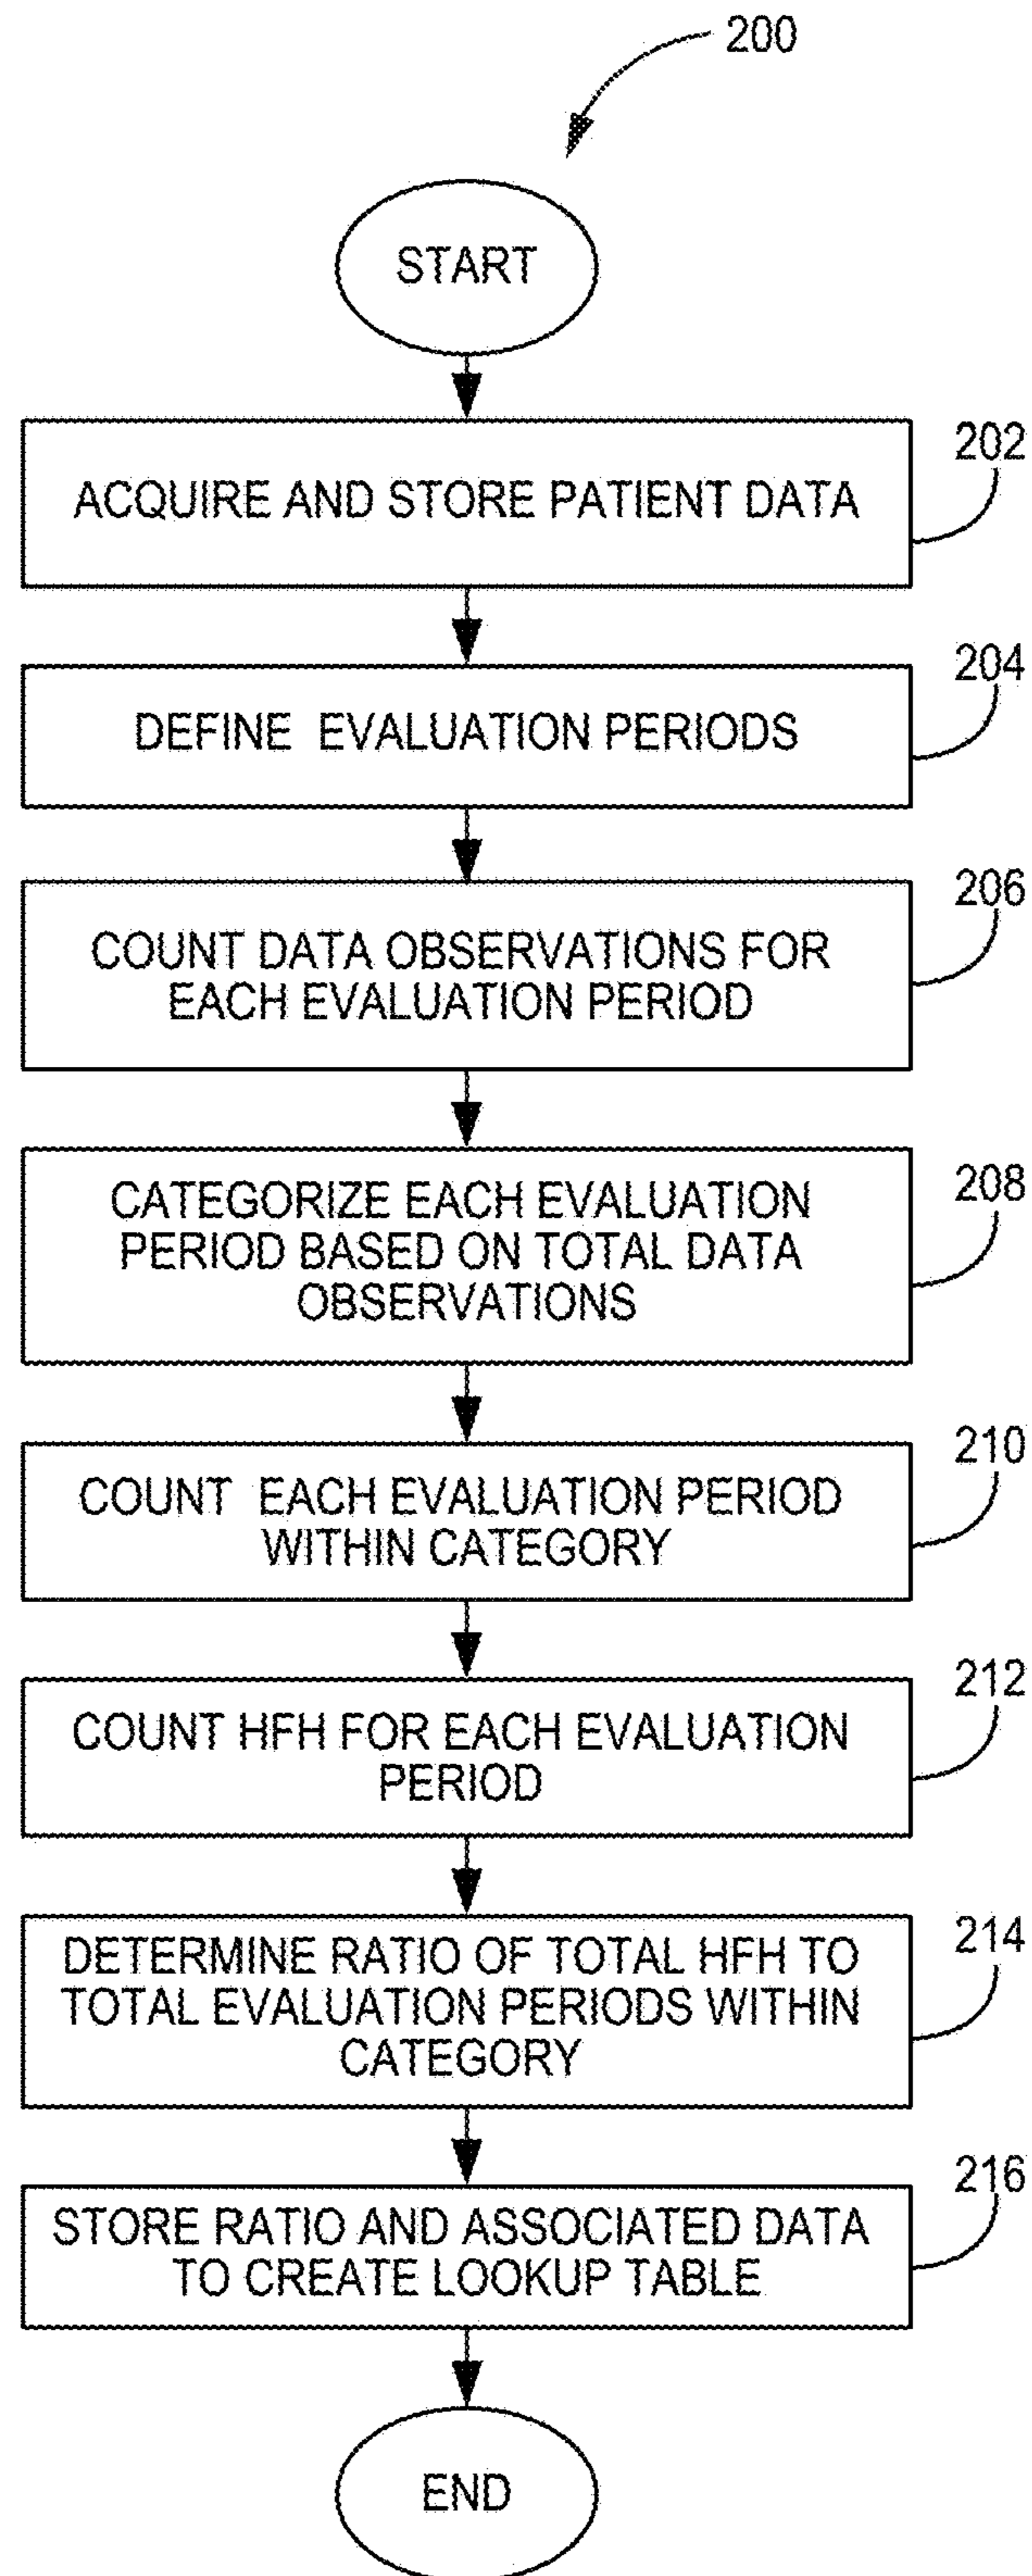 200
START
202
ACQUIRE AND STORE PATIENT DATA
204
DEFINE EVALUATION PERIODS
206
COUNT DATA OBSERVATIONS FOR
EACH EVALUATION PERIOD
208
CATEGORIZE EACH EVALUATION
PERIOD BASED ON TOTAL DATA
OBSERVATIONS
210
COUNT EACH EVALUATION PERIOD
WITHIN CATEGORY
212
COUNT HFH FOR EACH EVALUATION
PERIOD
214
DETERMINE RATIO OF TOTAL HFH TO
TOTAL EVALUATION PERIODS WITHIN
CATEGORY
216
STORE RATIO AND ASSOCIATED DATA
TO CREATE LOOKUP TABLE
END